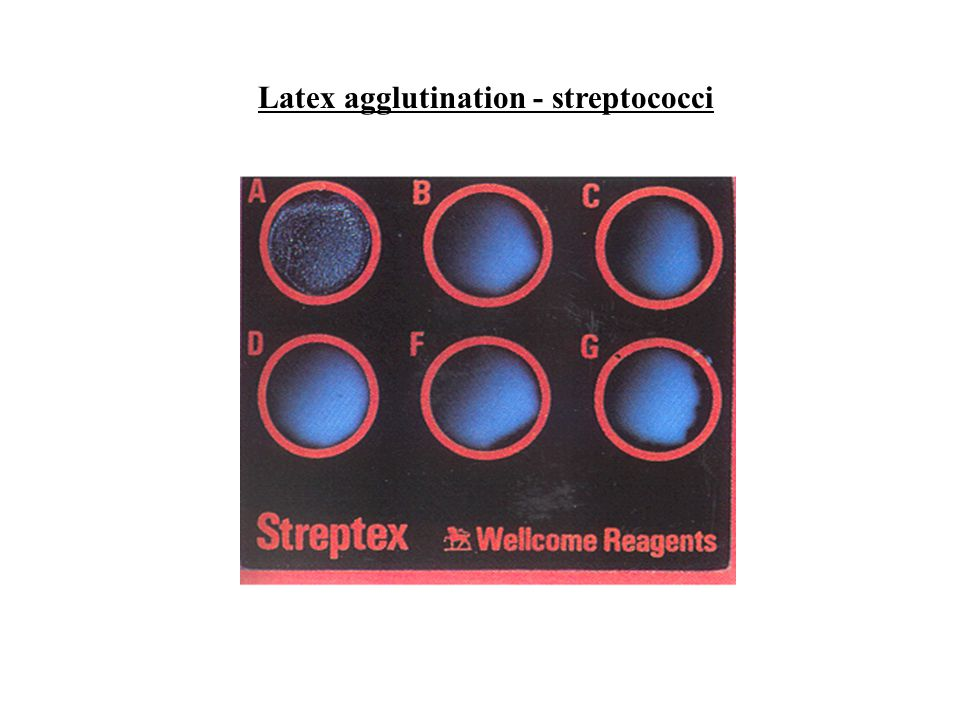 Latex agglutination - streptococci
A B C
D F G
Streptex Wellcome Reagents